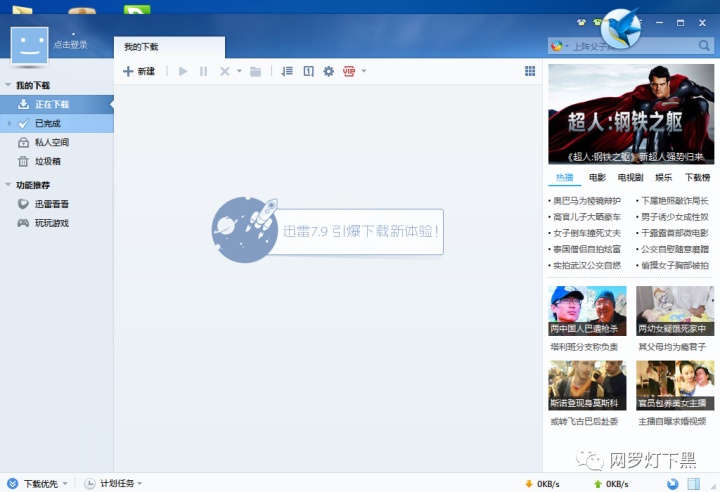 点击登录
我的下载
上阵父子
新建
VIP
我的下载
正在下载
已完成
私人空间
垃圾箱
功能推荐
迅雷看看
玩玩游戏
迅雷7.9 引爆下载新体验！
超人:钢铁之躯
《超人:钢铁之躯》新超人强势归来
热播 电影 电视剧 娱乐 下载榜
• 奥巴马为棱镜辩护 • 下属艳照敲诈局长
• 高官儿子大晒豪车 • 男子诱少女成性奴
• 女子倒车撞死丈夫 • 干露露首部微电影
• 泰国僧侣自拍炫富 • 公交自慰随意磨蹭
• 实拍武汉公交自燃 • 偷摸女子胸部被拍
两中国人巴遭枪杀 两幼女疑饿死家中
塔利班分支称负责 其父母均为瘾君子
斯诺登现身莫斯科 官员包养美女主播
或转飞古巴后赴委 主播自曝求婚视频
网罗灯下黑
下载优先 计划任务 0KB/s 0KB/s